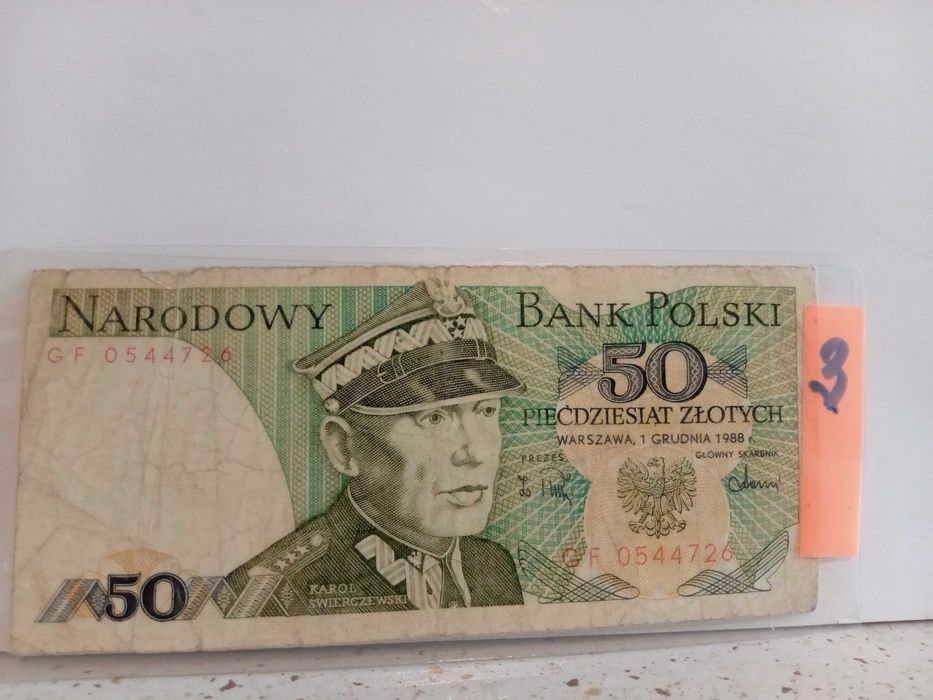 NARODOWY BANK POLSKI
GF 0544726
50
PIĘĆDZIESIĄT ZŁOTYCH
WARSZAWA, 1 GRUDNIA 1988 r.
PREZES
GŁÓWNY SKARBNIK
GF 0544726
50
KAROL
ŚWIERCZEWSKI
3